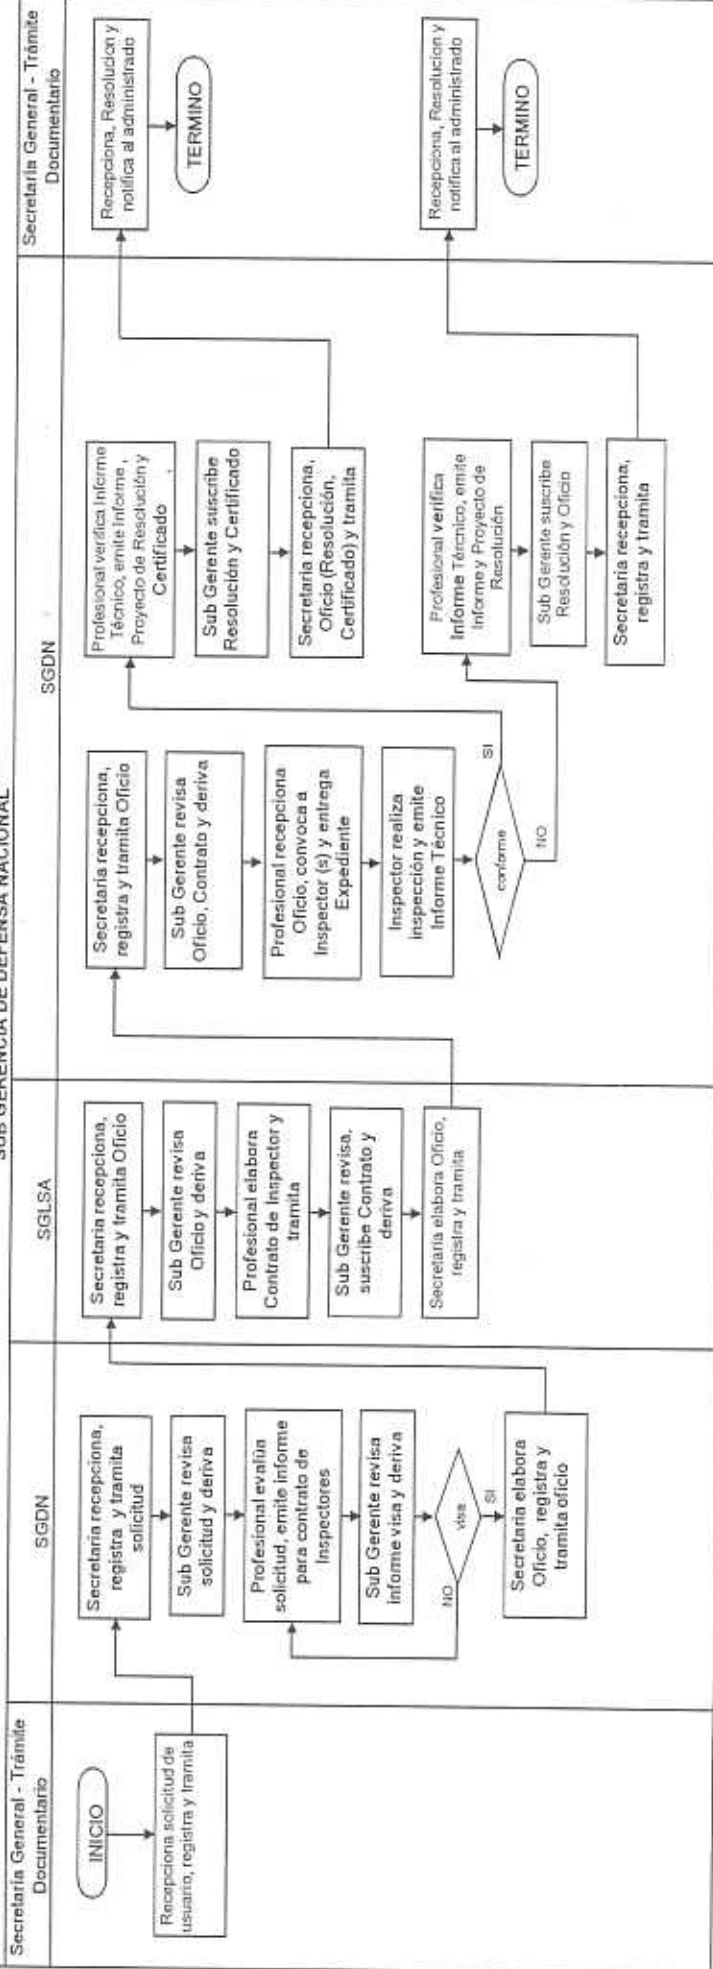 SUB GERENCIA DE DEFENSA NACIONAL
Secretaria General - Trámite
Documentario
INICIO
Recepciona solicitud de
usuario, registra y tramita
SGDN
Secretaria recepciona,
registra y tramita
solicitud
Sub Gerente revisa
solicitud y deriva
Profesional evalúa
solicitud, emite informe
para contrato de
Inspectores
Sub Gerente revisa
informe visa y deriva
visa
NO
SI
Secretaria elabora
Oficio, registra y
tramita oficio
SGLSA
Secretaria recepciona,
registra y tramita Oficio
Sub Gerente revisa
Oficio y deriva
Profesional elabora
Contrato de Inspector y
tramita
Sub Gerente revisa,
suscribe Contrato y
deriva
Secretaria elabora Oficio,
registra y tramita
SGDN
Secretaria recepciona,
registra y tramita Oficio
Sub Gerente revisa
Oficio, Contrato y deriva
Profesional recepciona
Oficio, convoca a
Inspector (s) y entrega
Expediente
Inspector realiza
inspección y emite
Informe Técnico
conforme
SI
NO
Profesional verifica Informe
Técnico, emite Informe,
Proyecto de Resolución y
Certificado
Sub Gerente suscribe
Resolución y Certificado
Secretaria recepciona,
Oficio (Resolución,
Certificado) y tramita
Profesional verifica
Informe Técnico, emite
Informe y Proyecto de
Resolución
Sub Gerente suscribe
Resolución y Oficio
Secretaria recepciona,
registra y tramita
Secretaria General - Trámite
Documentario
Recepciona, Resolucion y
notifica al administrado
TERMINO
Recepciona, Resolucion y
notifica al administrado
TERMINO